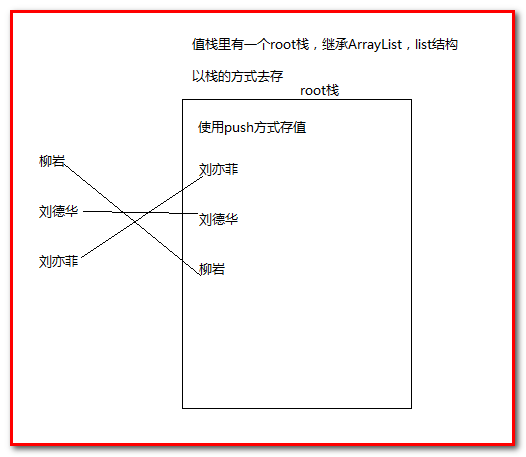 值栈里有一个root栈，继承ArrayList，list结构
以栈的方式去存
root栈
使用push方式存值
柳岩
刘亦菲
刘德华
刘德华
刘亦菲
柳岩